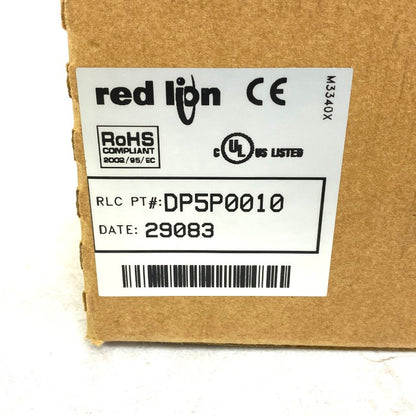 red lion CE
M3340X
RoHS
COMPLIANT
2002/95/EC
C UL US LISTED
RLC PT#: DP5P0010
DATE: 29083